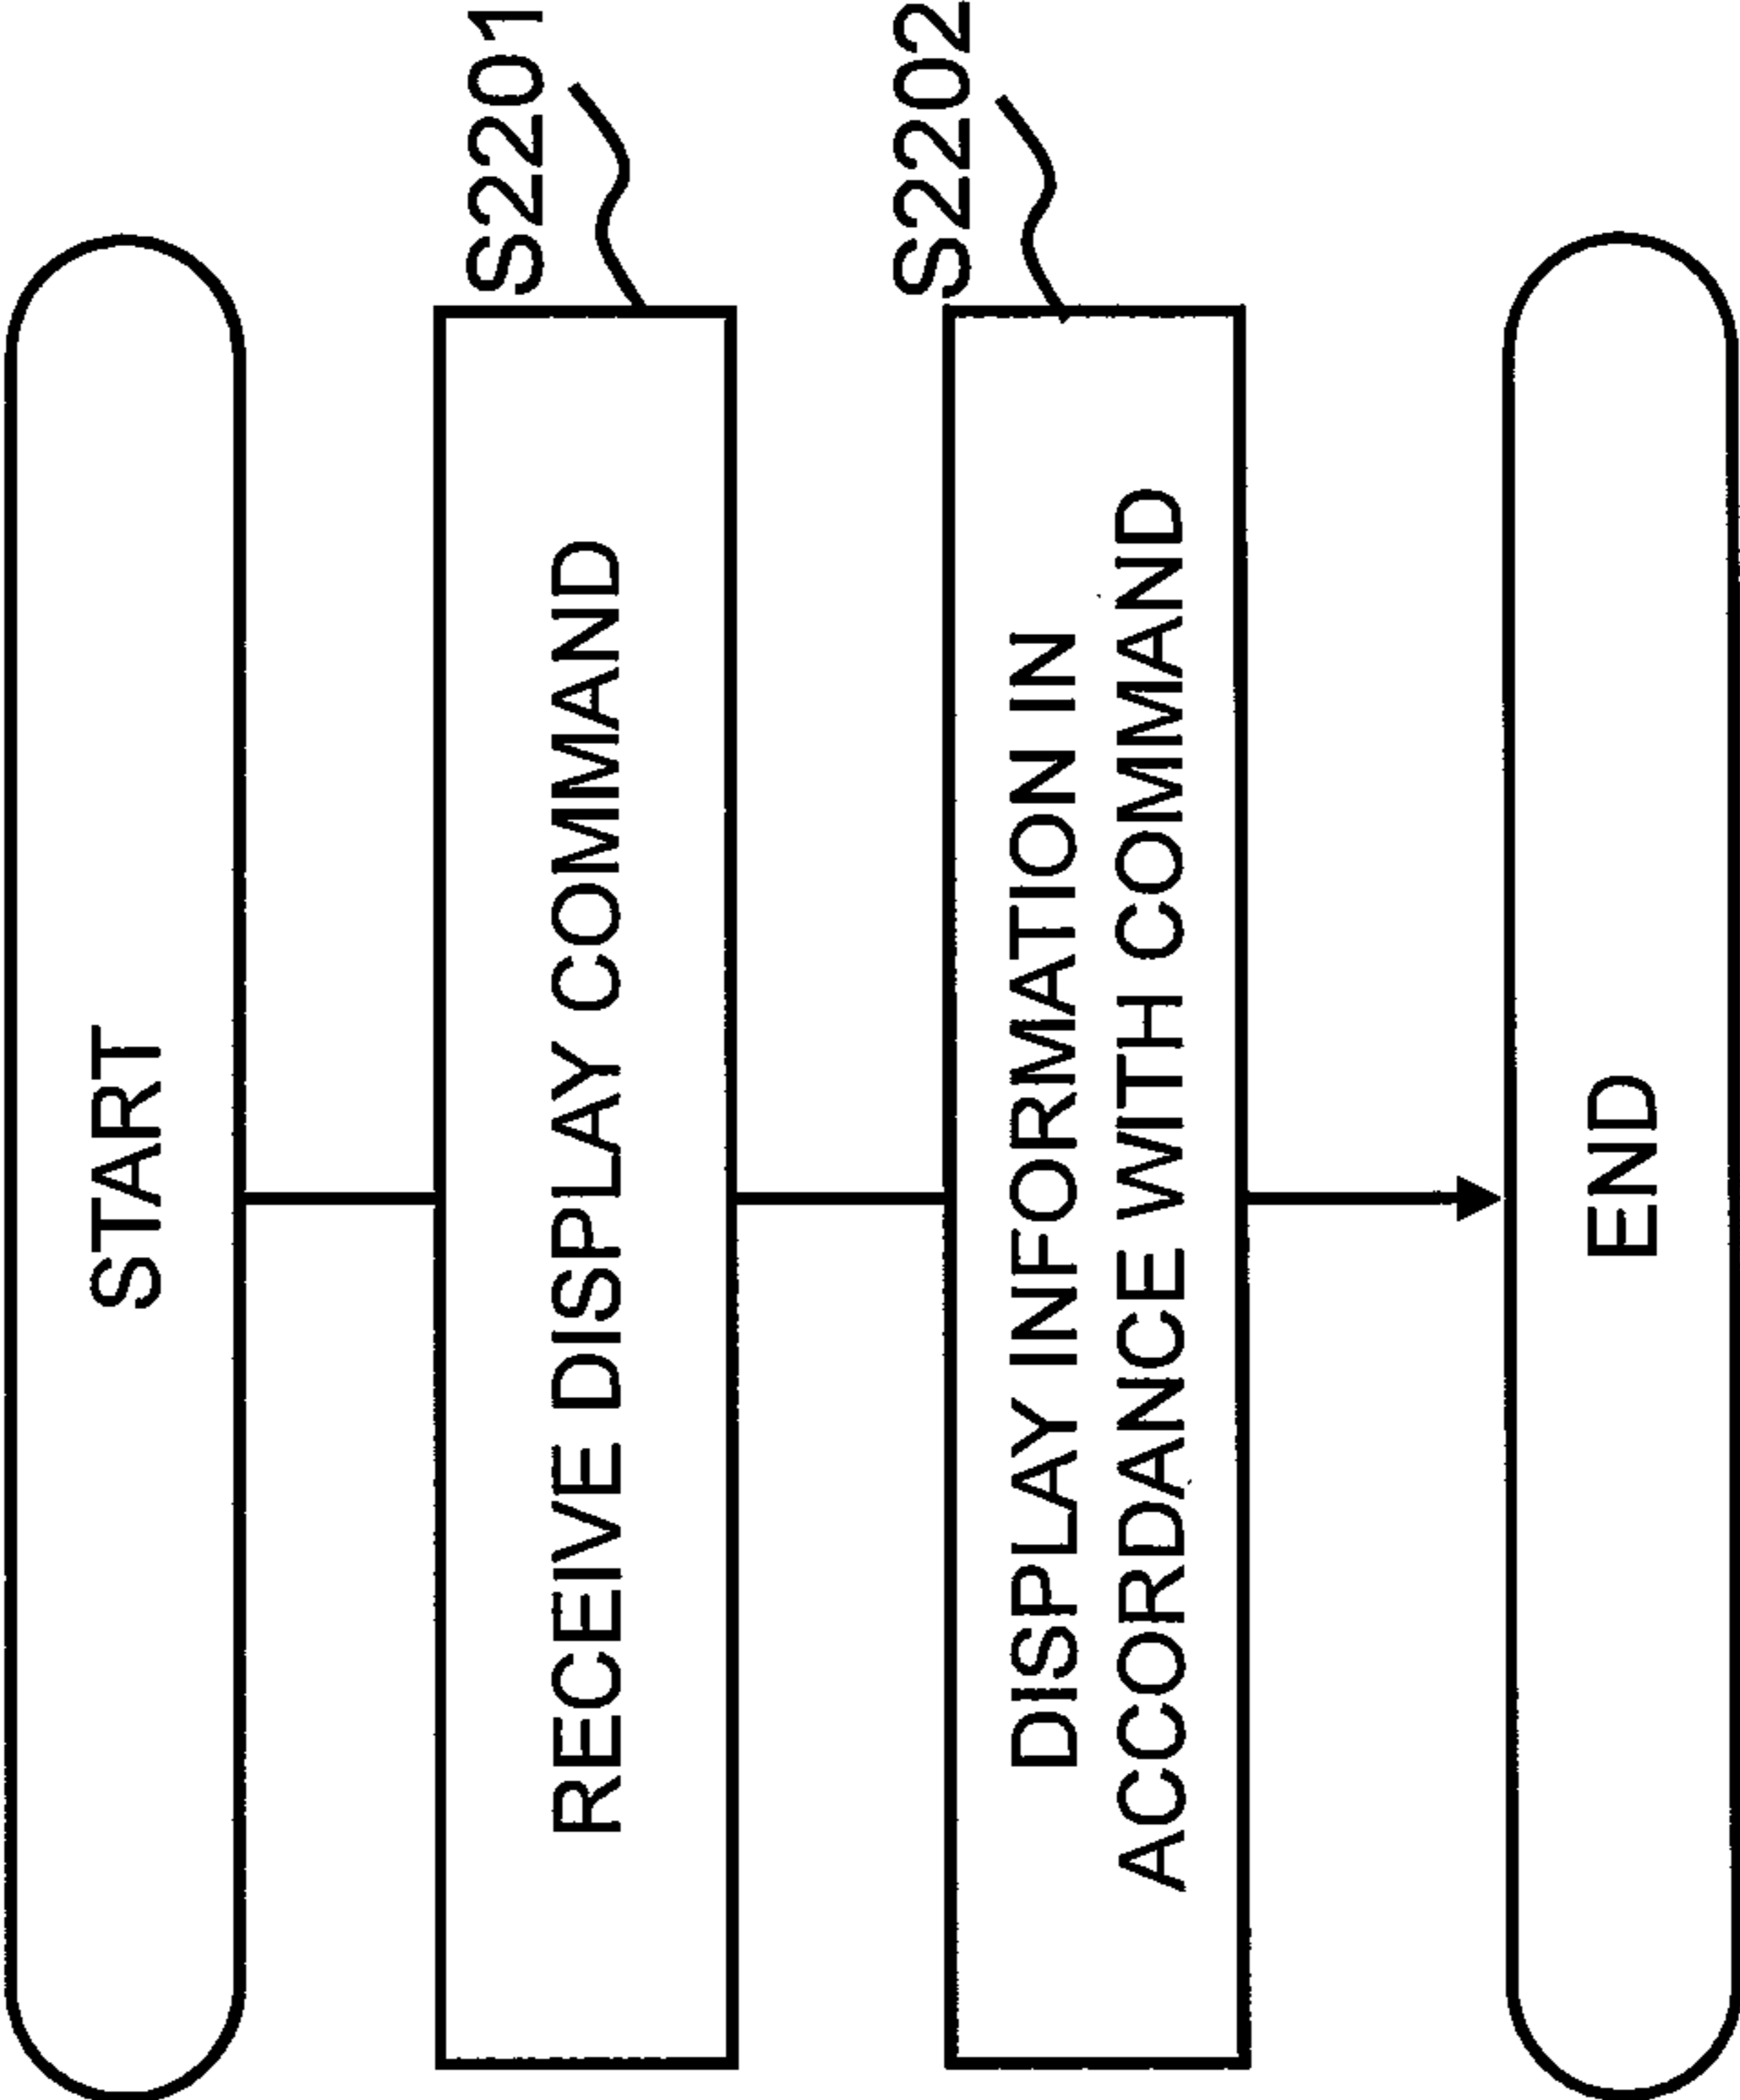 START
S2201
RECEIVE DISPLAY COMMAND
S2202
DISPLAY INFORMATION IN
ACCORDANCE WITH COMMAND
END